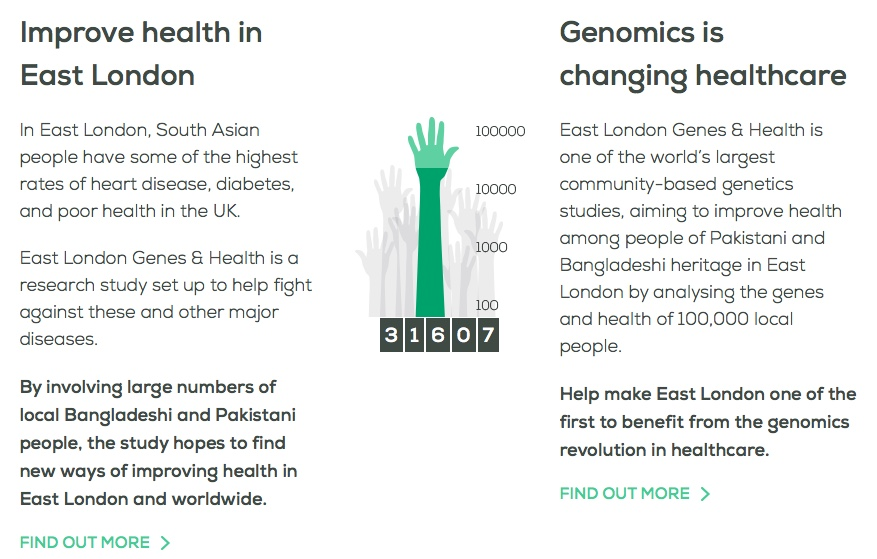 Improve health in
East London
In East London, South Asian
people have some of the highest
rates of heart disease, diabetes,
and poor health in the UK.
East London Genes & Health is a
research study set up to help fight
against these and other major
diseases.
By involving large numbers of
local Bangladeshi and Pakistani
people, the study hopes to find
new ways of improving health in
East London and worldwide.
FIND OUT MORE
100000
10000
1000
100
31607
Genomics is
changing healthcare
East London Genes & Health is
one of the world's largest
community-based genetics
studies, aiming to improve health
among people of Pakistani and
Bangladeshi heritage in East
London by analysing the genes
and health of 100,000 local
people.
Help make East London one of the
first to benefit from the genomics
revolution in healthcare.
FIND OUT MORE